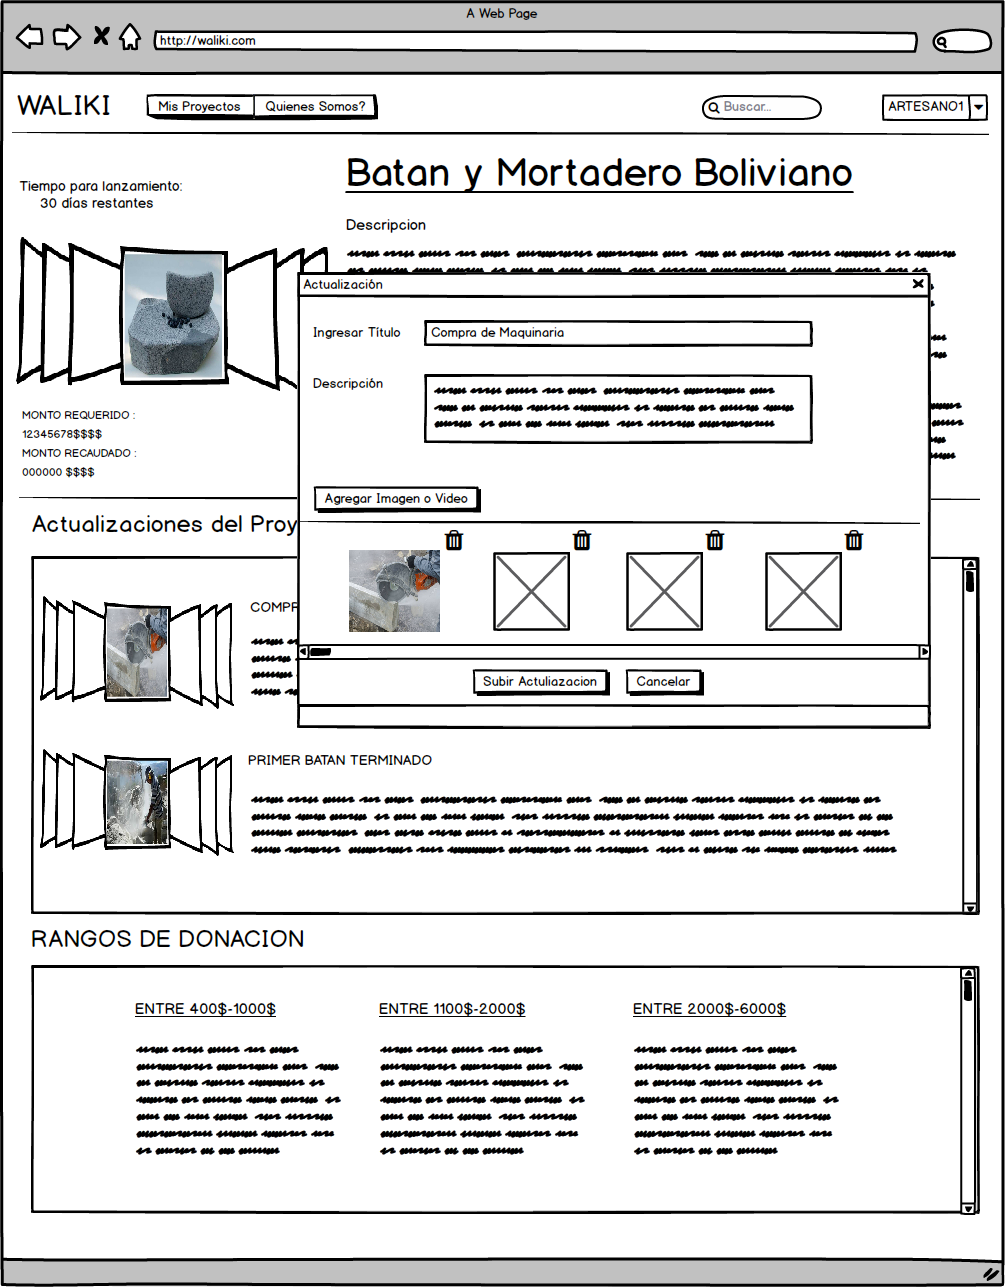 A Web Page
http://waliki.com
WALIKI
Mis Proyectos
Quienes Somos?
Buscar...
ARTESANO1
Tiempo para lanzamiento:
30 días restantes
Batan y Mortadero Boliviano
Descripcion
MONTO REQUERIDO :
12345678$$$$
MONTO RECAUDADO :
000000 $$$$
Actualización
Ingresar Título
Compra de Maquinaria
Descripción
Agregar Imagen o Video
Subir Actuliazacion
Cancelar
Actualizaciones del Proy
COMPR
PRIMER BATAN TERMINADO
RANGOS DE DONACION
ENTRE 400$-1000$
ENTRE 1100$-2000$
ENTRE 2000$-6000$